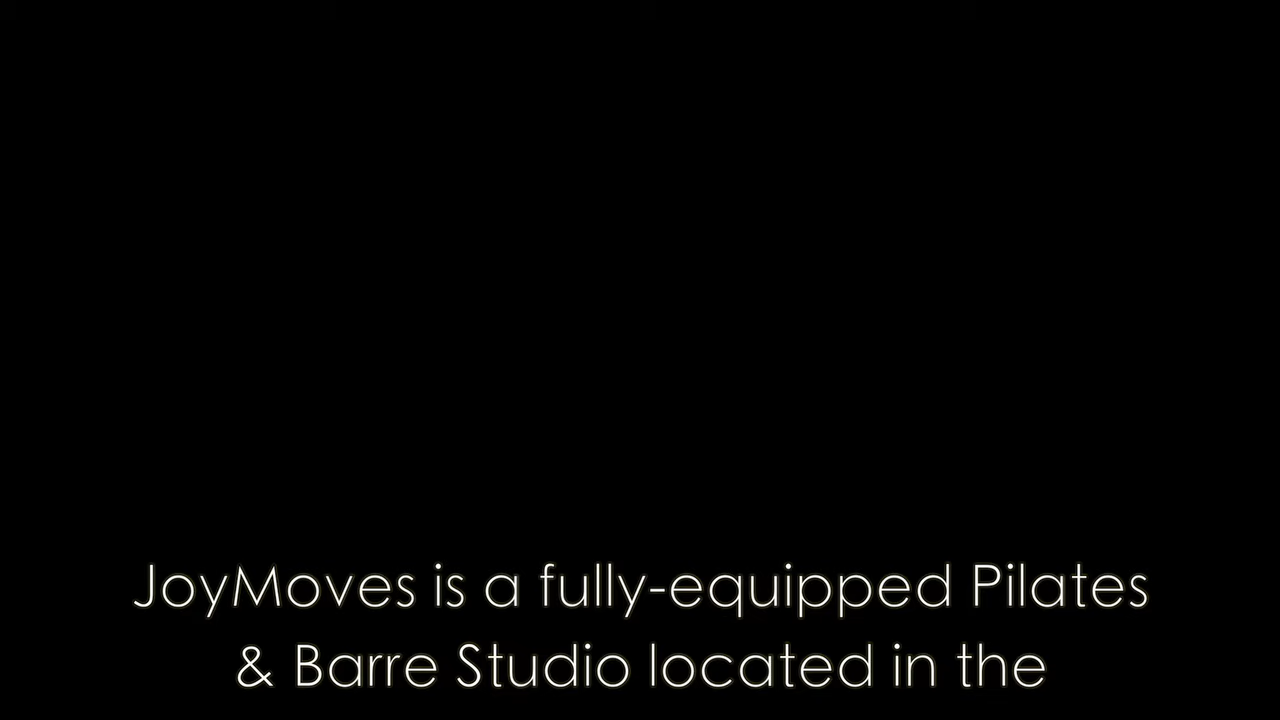 JoyMoves is a fully-equipped Pilates
& Barre Studio located in the